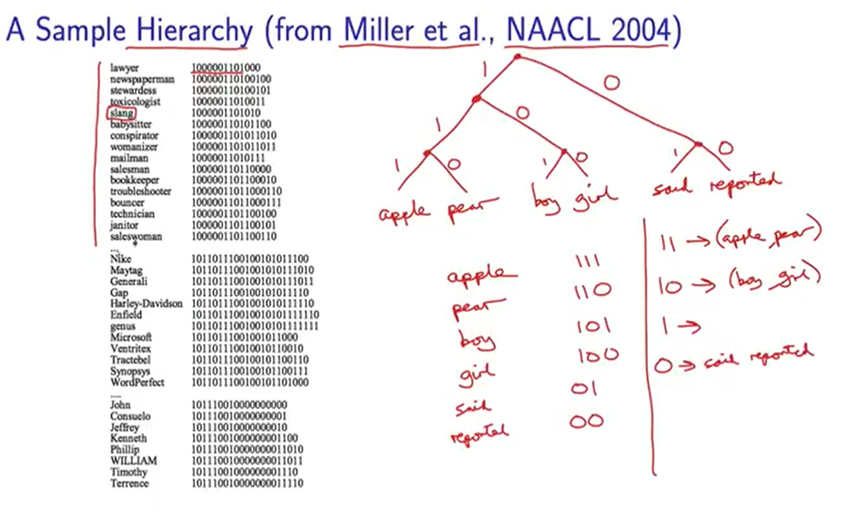 A Sample Hierarchy (from Miller et al., NAACL 2004)
lawyer 1000001101000
newspaperman 100000110100100
stewardess 100000110100101
toxicologist 10000011010011
slang 1000001101010
babysitter 100000110101100
conspirator 1000001101011010
womanizer 1000001101011011
mailman 10000011010111
salesman 100000110110000
bookkeeper 1000001101100010
troubleshooter 10000011011000110
bouncer 10000011011000111
technician 1000001101100100
janitor 1000001101100101
saleswoman 1000001101100110
...
Nike 1011011100100101011100
Maytag 10110111001001010111010
Generali 10110111001001010111011
Gap 1011011100100101011110
Harley-Davidson 10110111001001010111110
Enfield 101101110010010101111110
genus 101101110010010101111111
Microsoft 10110111001001011000
Ventritex 101101110010010110010
Tractebel 1011011100100101100110
Synopsys 1011011100100101100111
WordPerfect 1011011100100101101000
....
John 101110010000000000
Consuelo 101110010000000001
Jeffrey 101110010000000010
Kenneth 10111001000000001100
Phillip 101110010000000011010
WILLIAM 101110010000000011011
Timothy 10111001000000001110
Terrence 101110010000000011110
1 0
1 0
1 0 1 0 1 0
apple pear boy girl said reported
apple 111
pear 110
boy 101
girl 100
said 01
reported 00
11 → (apple, pear)
10 → (boy girl)
1 →
0 → said reported